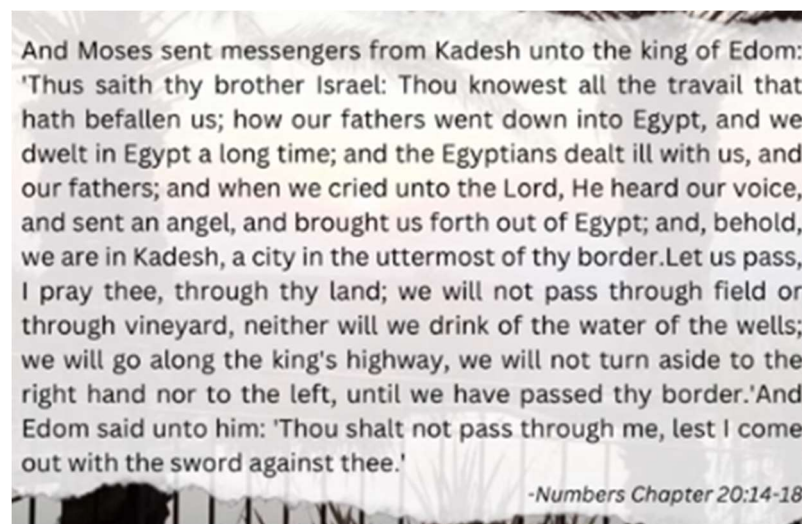 And Moses sent messengers from Kadesh unto the king of Edom:
'Thus saith thy brother Israel: Thou knowest all the travail that
hath befallen us; how our fathers went down into Egypt, and we
dwelt in Egypt a long time; and the Egyptians dealt ill with us, and
our fathers; and when we cried unto the Lord, He heard our voice,
and sent an angel, and brought us forth out of Egypt; and, behold,
we are in Kadesh, a city in the uttermost of thy border.Let us pass,
I pray thee, through thy land; we will not pass through field or
through vineyard, neither will we drink of the water of the wells;
we will go along the king's highway, we will not turn aside to the
right hand nor to the left, until we have passed thy border.'And
Edom said unto him: 'Thou shalt not pass through me, lest I come
out with the sword against thee.'
-Numbers Chapter 20:14-18